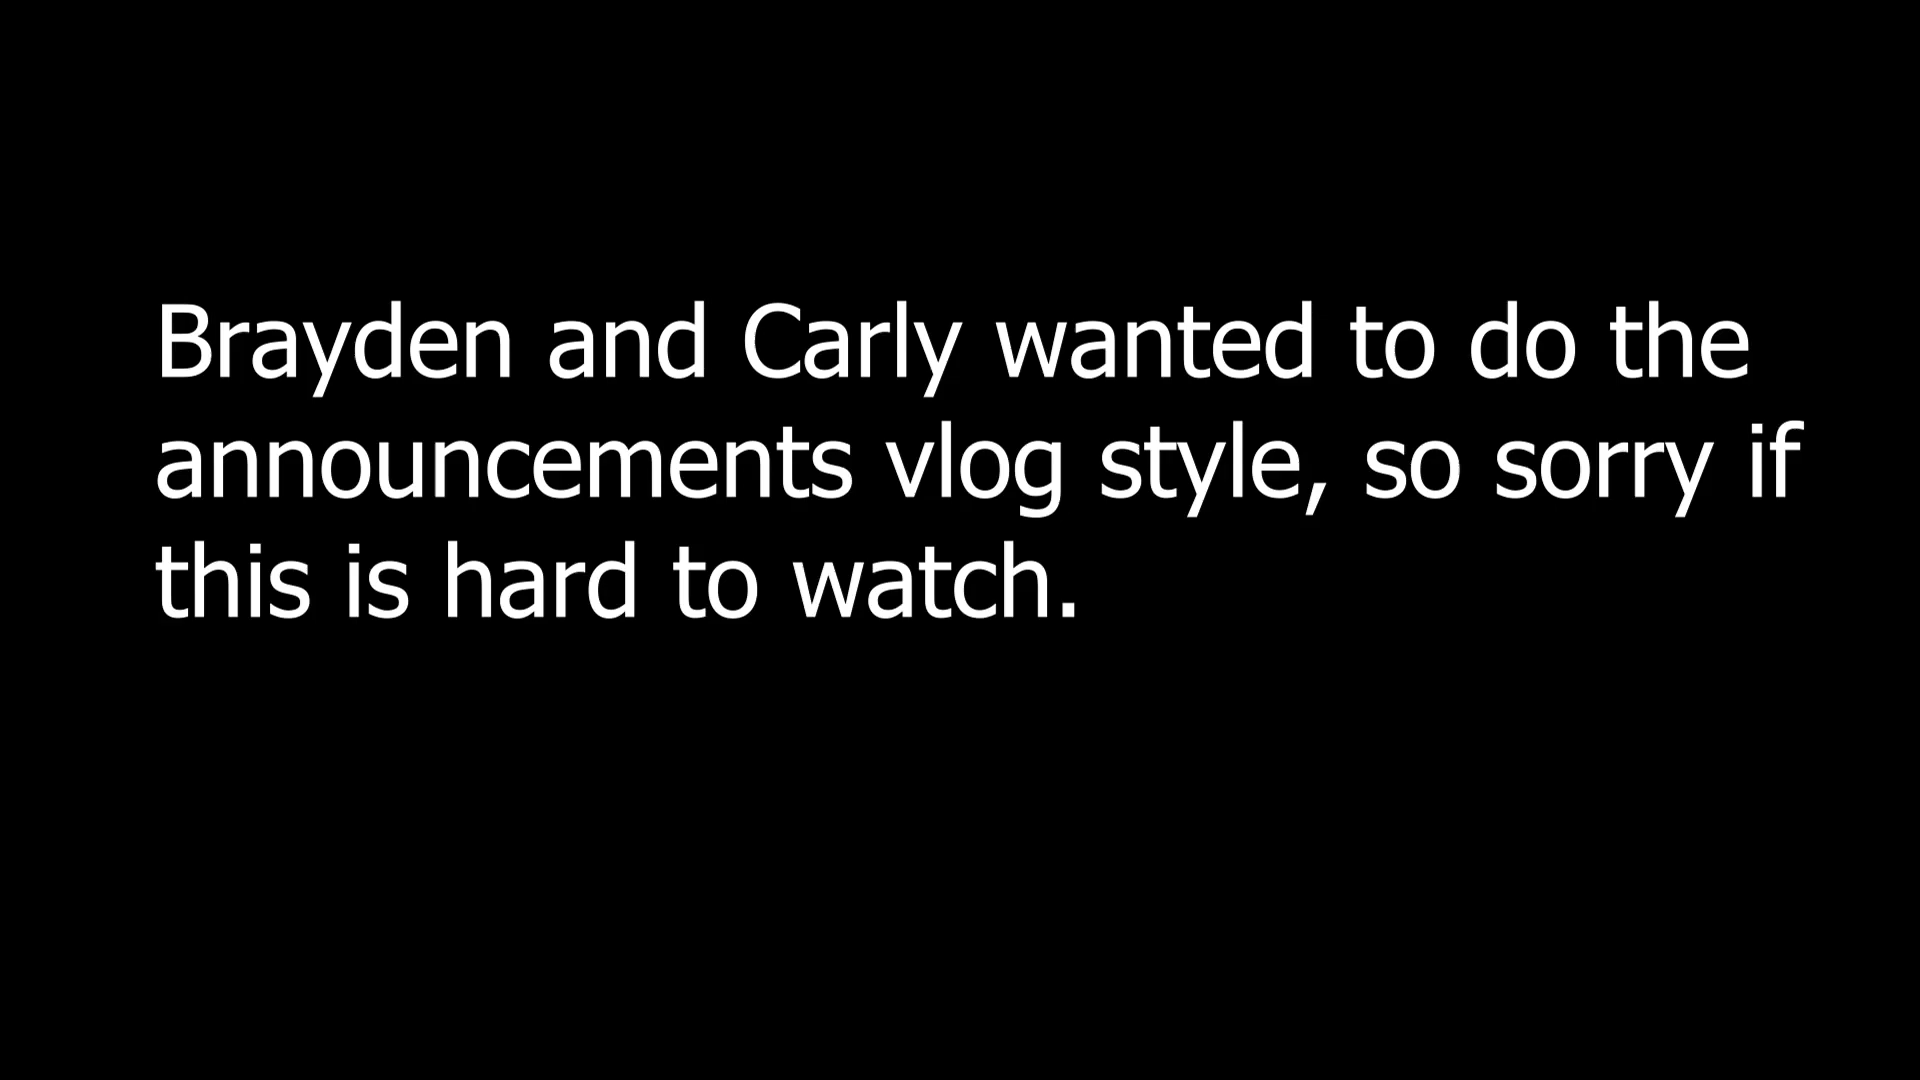 Brayden and Carly wanted to do the
announcements vlog style, so sorry if
this is hard to watch.